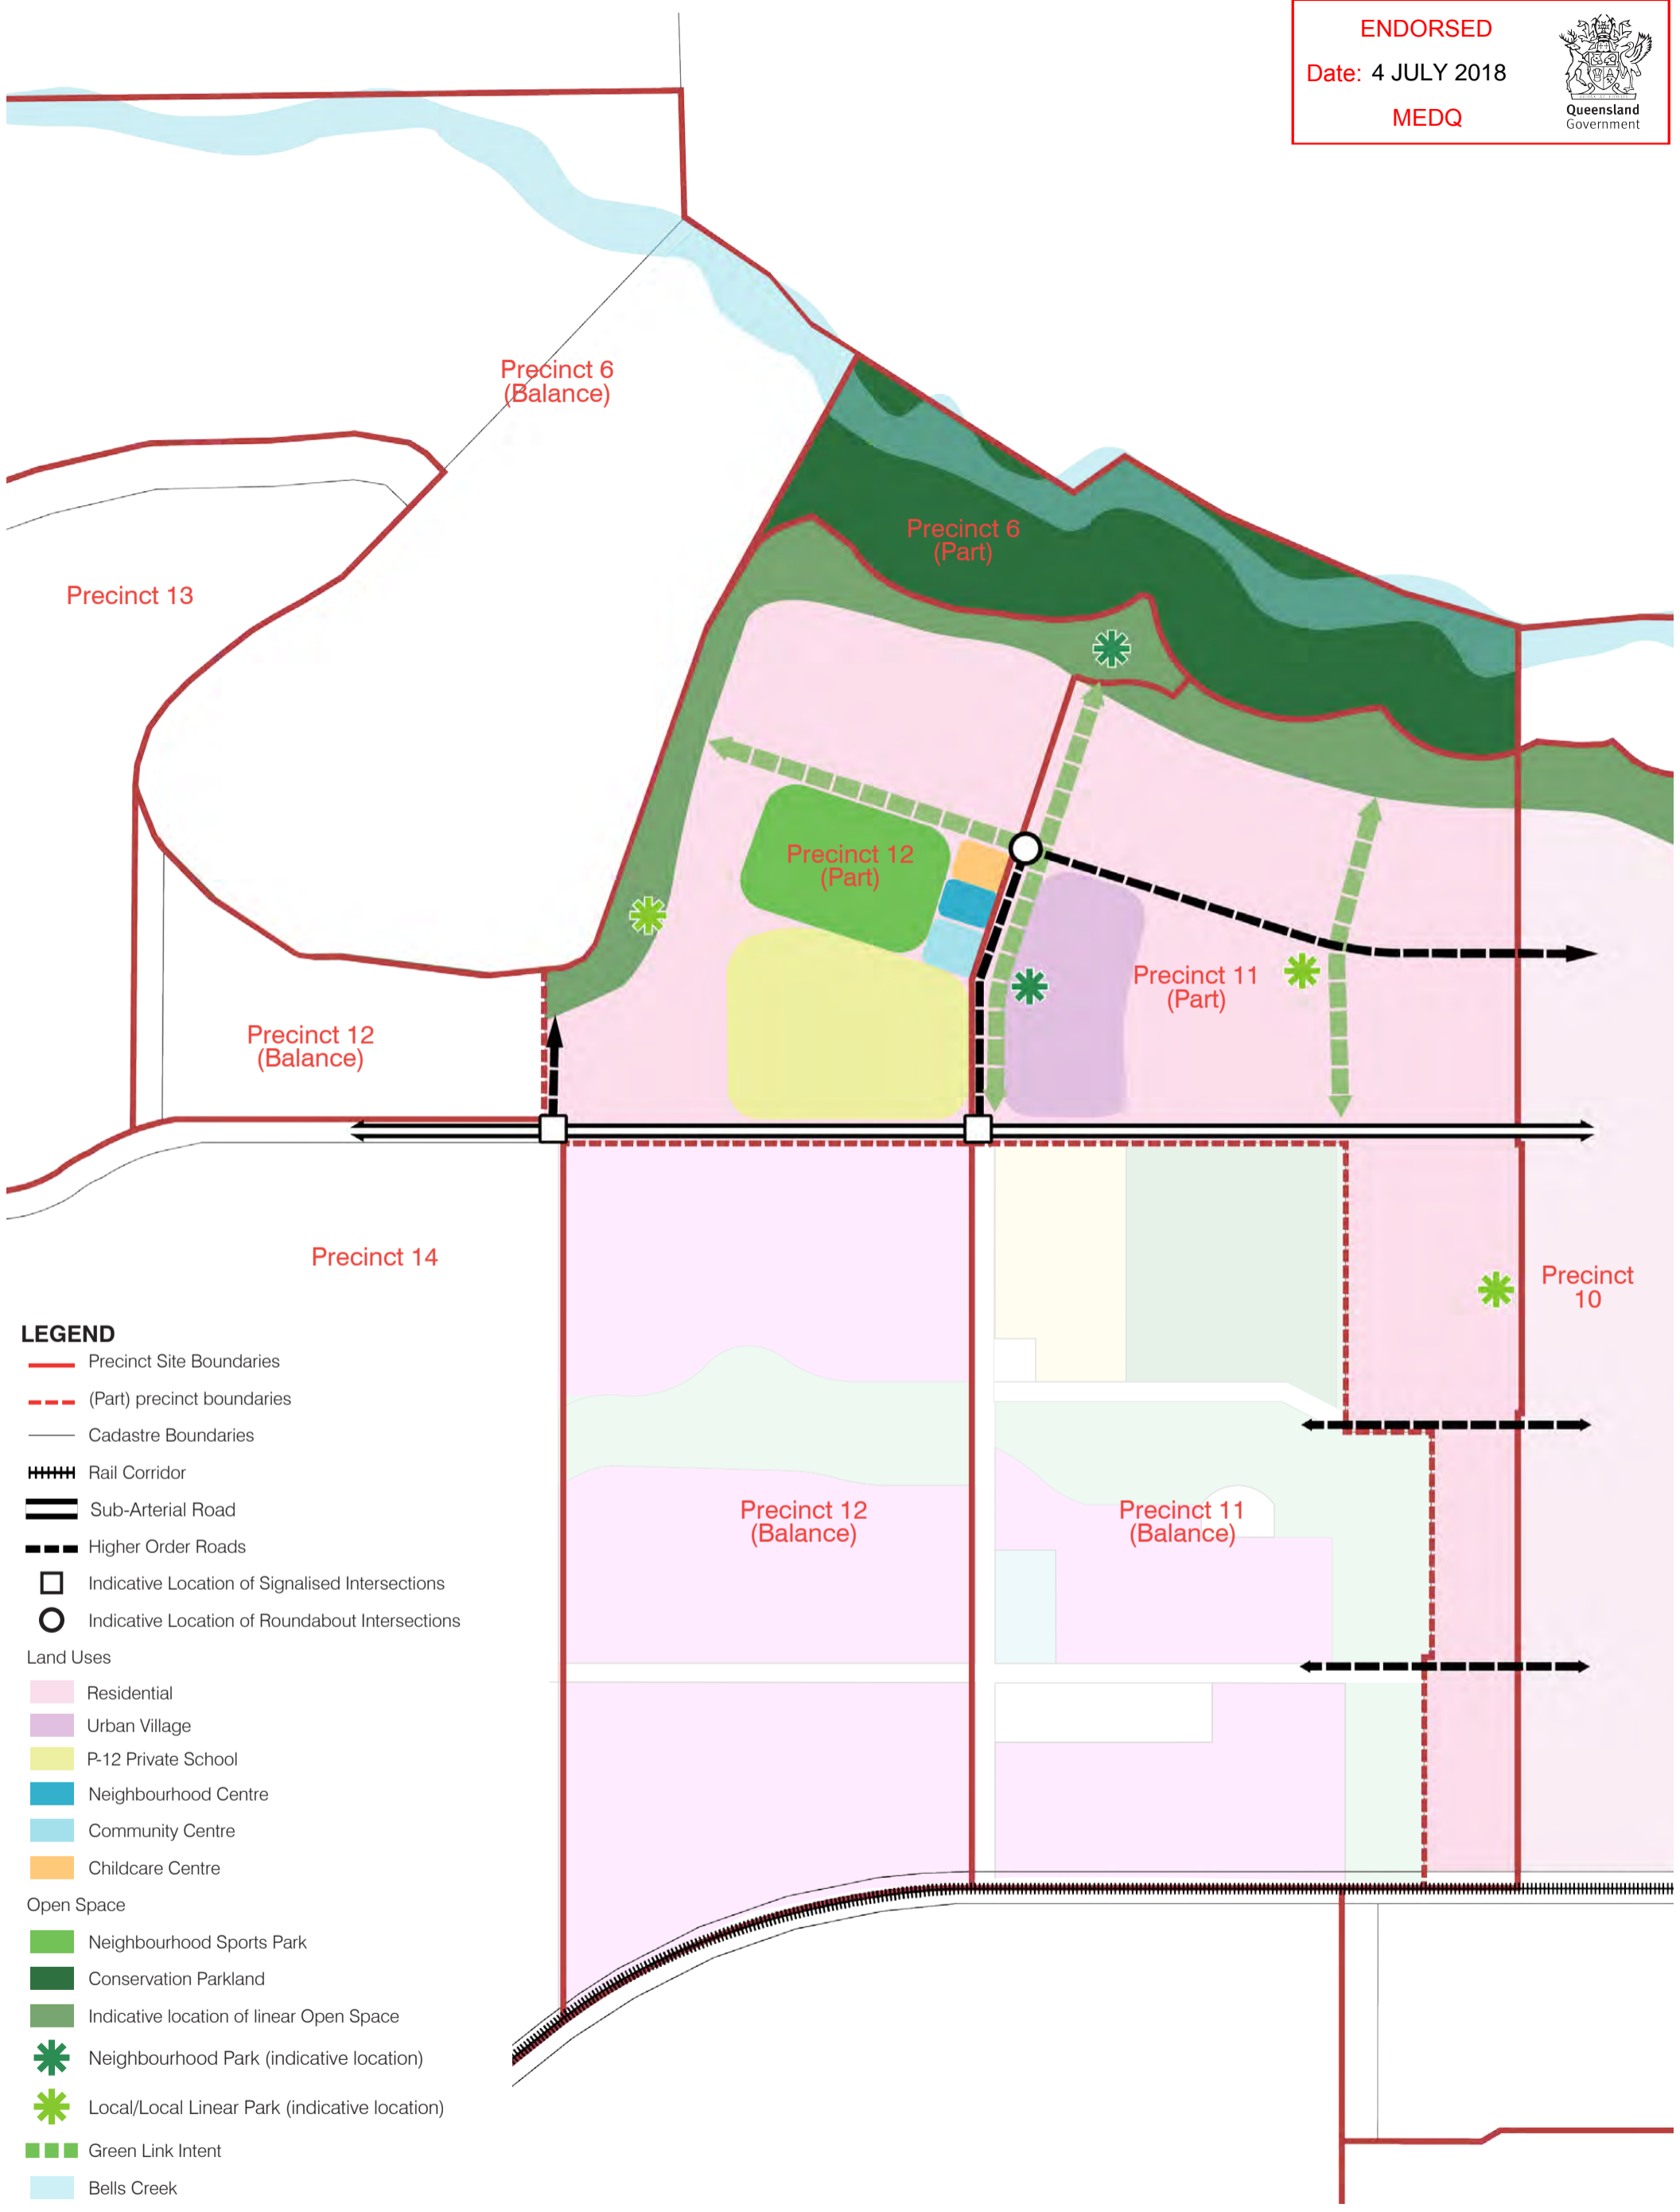 ENDORSED
Date: 4 JULY 2018
MEDQ
Queensland
Government
Precinct 6
(Balance)
Precinct 6
(Part)
Precinct 13
Precinct 12
(Part)
Precinct 11
(Part)
Precinct 12
(Balance)
Precinct 14
Precinct
10
Precinct 12
(Balance)
Precinct 11
(Balance)
LEGEND
Precinct Site Boundaries
(Part) precinct boundaries
Cadastre Boundaries
Rail Corridor
Sub-Arterial Road
Higher Order Roads
Indicative Location of Signalised Intersections
Indicative Location of Roundabout Intersections
Land Uses
Residential
Urban Village
P-12 Private School
Neighbourhood Centre
Community Centre
Childcare Centre
Open Space
Neighbourhood Sports Park
Conservation Parkland
Indicative location of linear Open Space
Neighbourhood Park (indicative location)
Local/Local Linear Park (indicative location)
Green Link Intent
Bells Creek